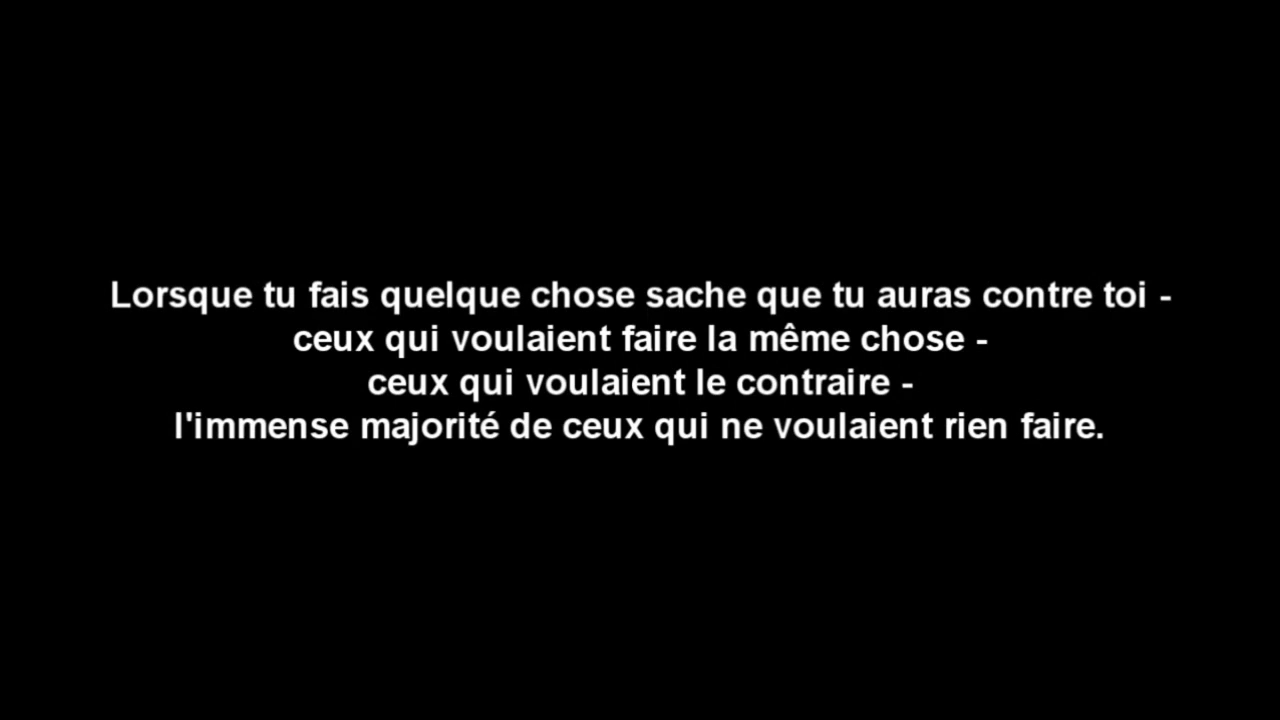 Lorsque tu fais quelque chose sache que tu auras contre toi -
ceux qui voulaient faire la même chose -
ceux qui voulaient le contraire -
l'immense majorité de ceux qui ne voulaient rien faire.